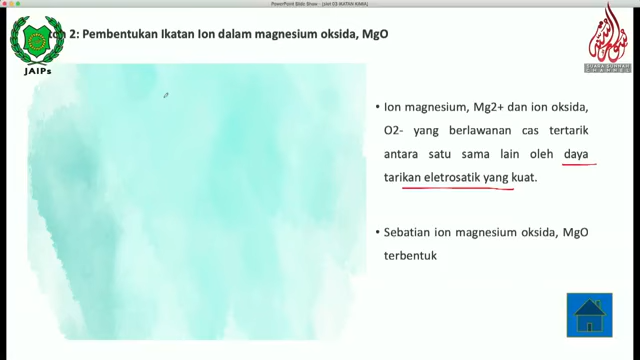 PowerPoint Slide Show - [Unit 03 IKATAN KIMIA]
2: Pembentukan Ikatan Ion dalam magnesium oksida, MgO
JAIPs
CHANNEL
• Ion magnesium, Mg2+ dan ion oksida,
O2- yang berlawanan cas tertarik
antara satu sama lain oleh daya
tarikan eletrosatik yang kuat.
• Sebatian ion magnesium oksida, MgO
terbentuk